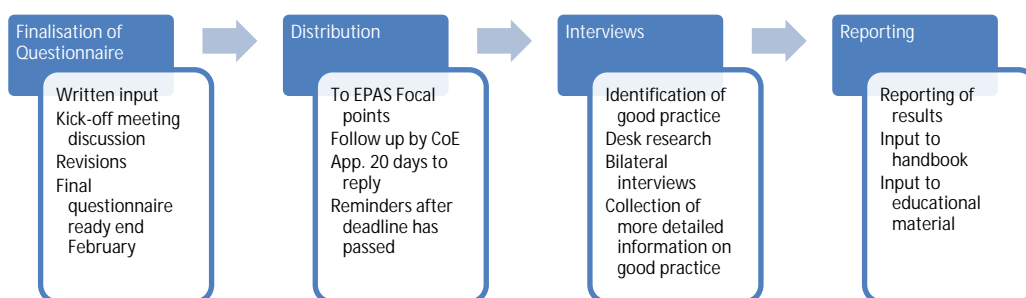 Finalisation of
Questionnaire
Written input
Kick-off meeting
discussion
Revisions
Final
questionnaire
ready end
February
Distribution
To EPAS Focal
points
Follow up by CoE
App. 20 days to
reply
Reminders after
deadline has
passed
Interviews
Identification of
good practice
Desk research
Bilateral
interviews
Collection of
more detailed
information on
good practice
Reporting
Reporting of
results
Input to
handbook
Input to
educational
material